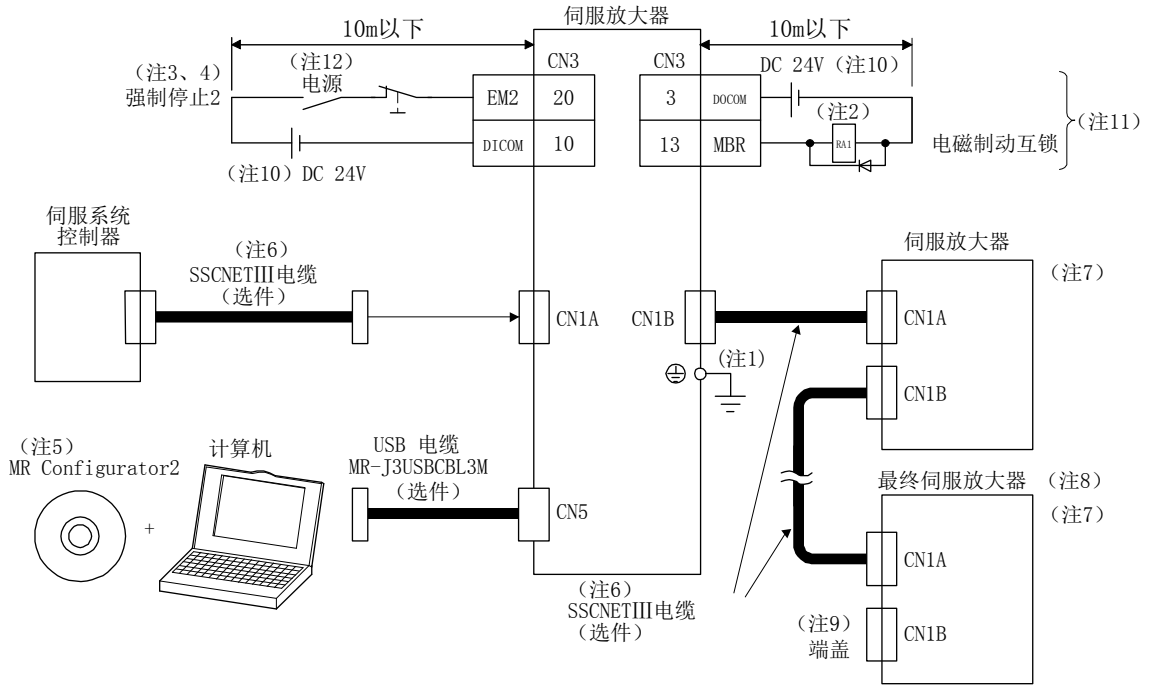 伺服放大器
10m以下
10m以下
CN3
CN3
DC 24V（注10）
（注3、4）
强制停止2
（注12）
电源
EM2
20
3
DOCOM
（注2）
DICOM
10
13
MBR
RA1
电磁制动互锁
（注11）
（注10）DC 24V
伺服系统
控制器
（注6）
SSCNETIII电缆
（选件）
伺服放大器
（注7）
CN1A
CN1B
CN1A
(注1)
CN1B
（注5）
MR Configurator2
计算机
USB 电缆
MR-J3USBCBL3M
（选件）
最终伺服放大器
（注8）
（注7）
+
CN5
CN1A
（注6）
SSCNETIII电缆
（选件）
（注9）
端盖
CN1B